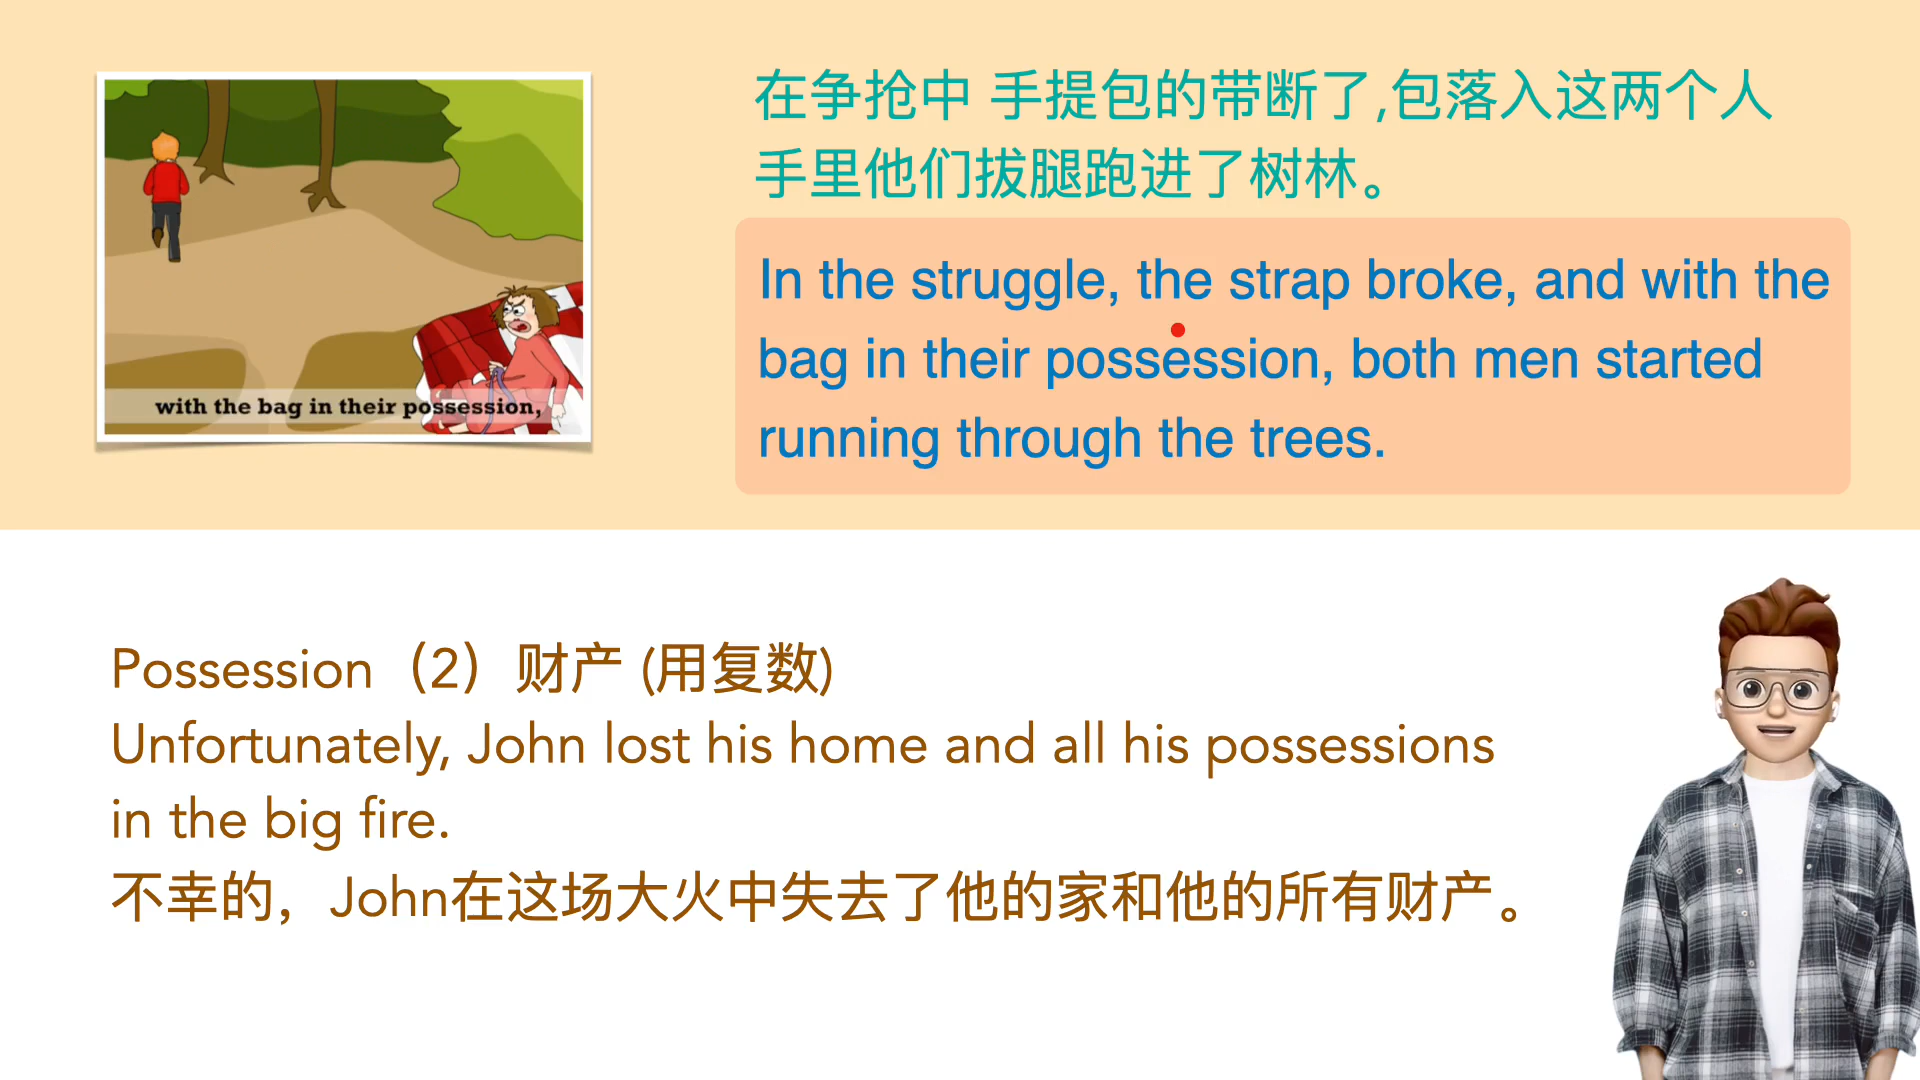 在争抢中 手提包的带断了,包落入这两个人
手里他们拔腿跑进了树林。
In the struggle, the strap broke, and with the
bag in their possession, both men started
running through the trees.
with the bag in their possession,
Possession（2）财产 (用复数)
Unfortunately, John lost his home and all his possessions
in the big fire.
不幸的，John在这场大火中失去了他的家和他的所有财产。